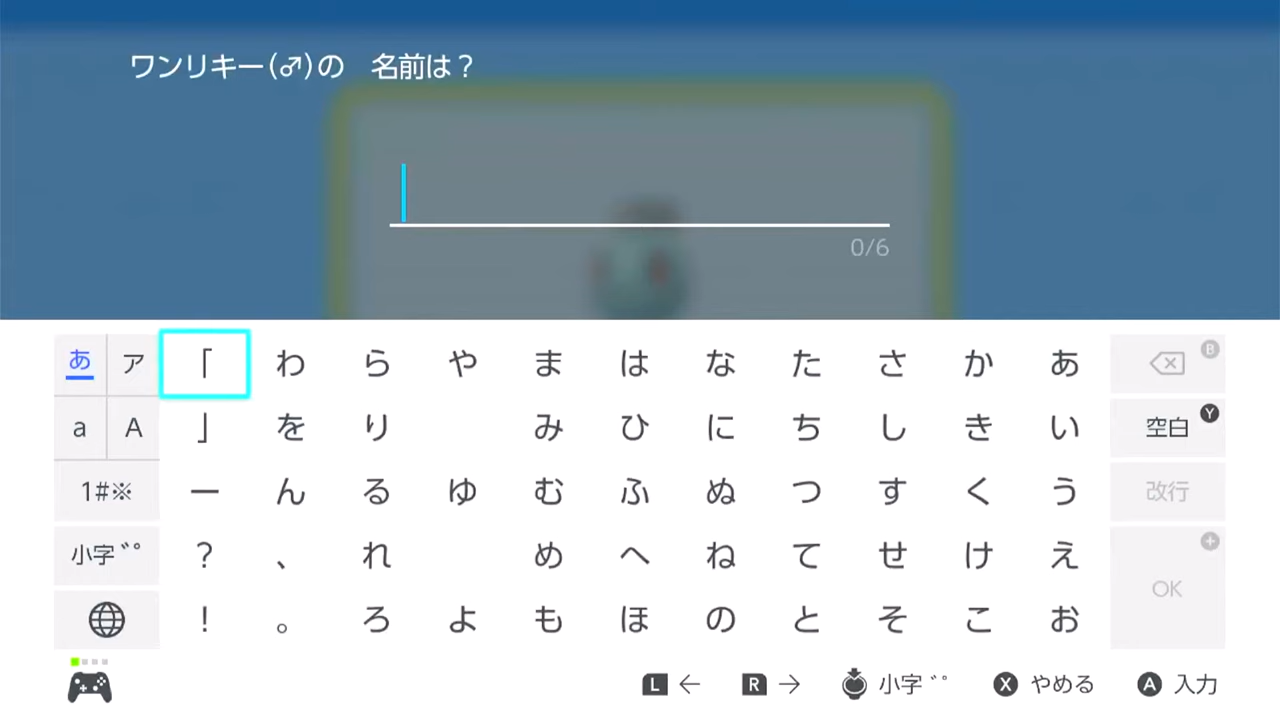 ワンリキー(♂)の　名前は？
0/6
あ ア 「 わ ら や ま は な た さ か あ B
a A 」 を り み ひ に ち し き い 空白 Y
1#※ ー ん る ゆ む ふ ぬ つ す く う 改行
小字 ゛゜ ? 、 れ め へ ね て せ け え +
! 。 ろ よ も ほ の と そ こ お OK
L ← R → 小字 ゛゜ X やめる A 入力